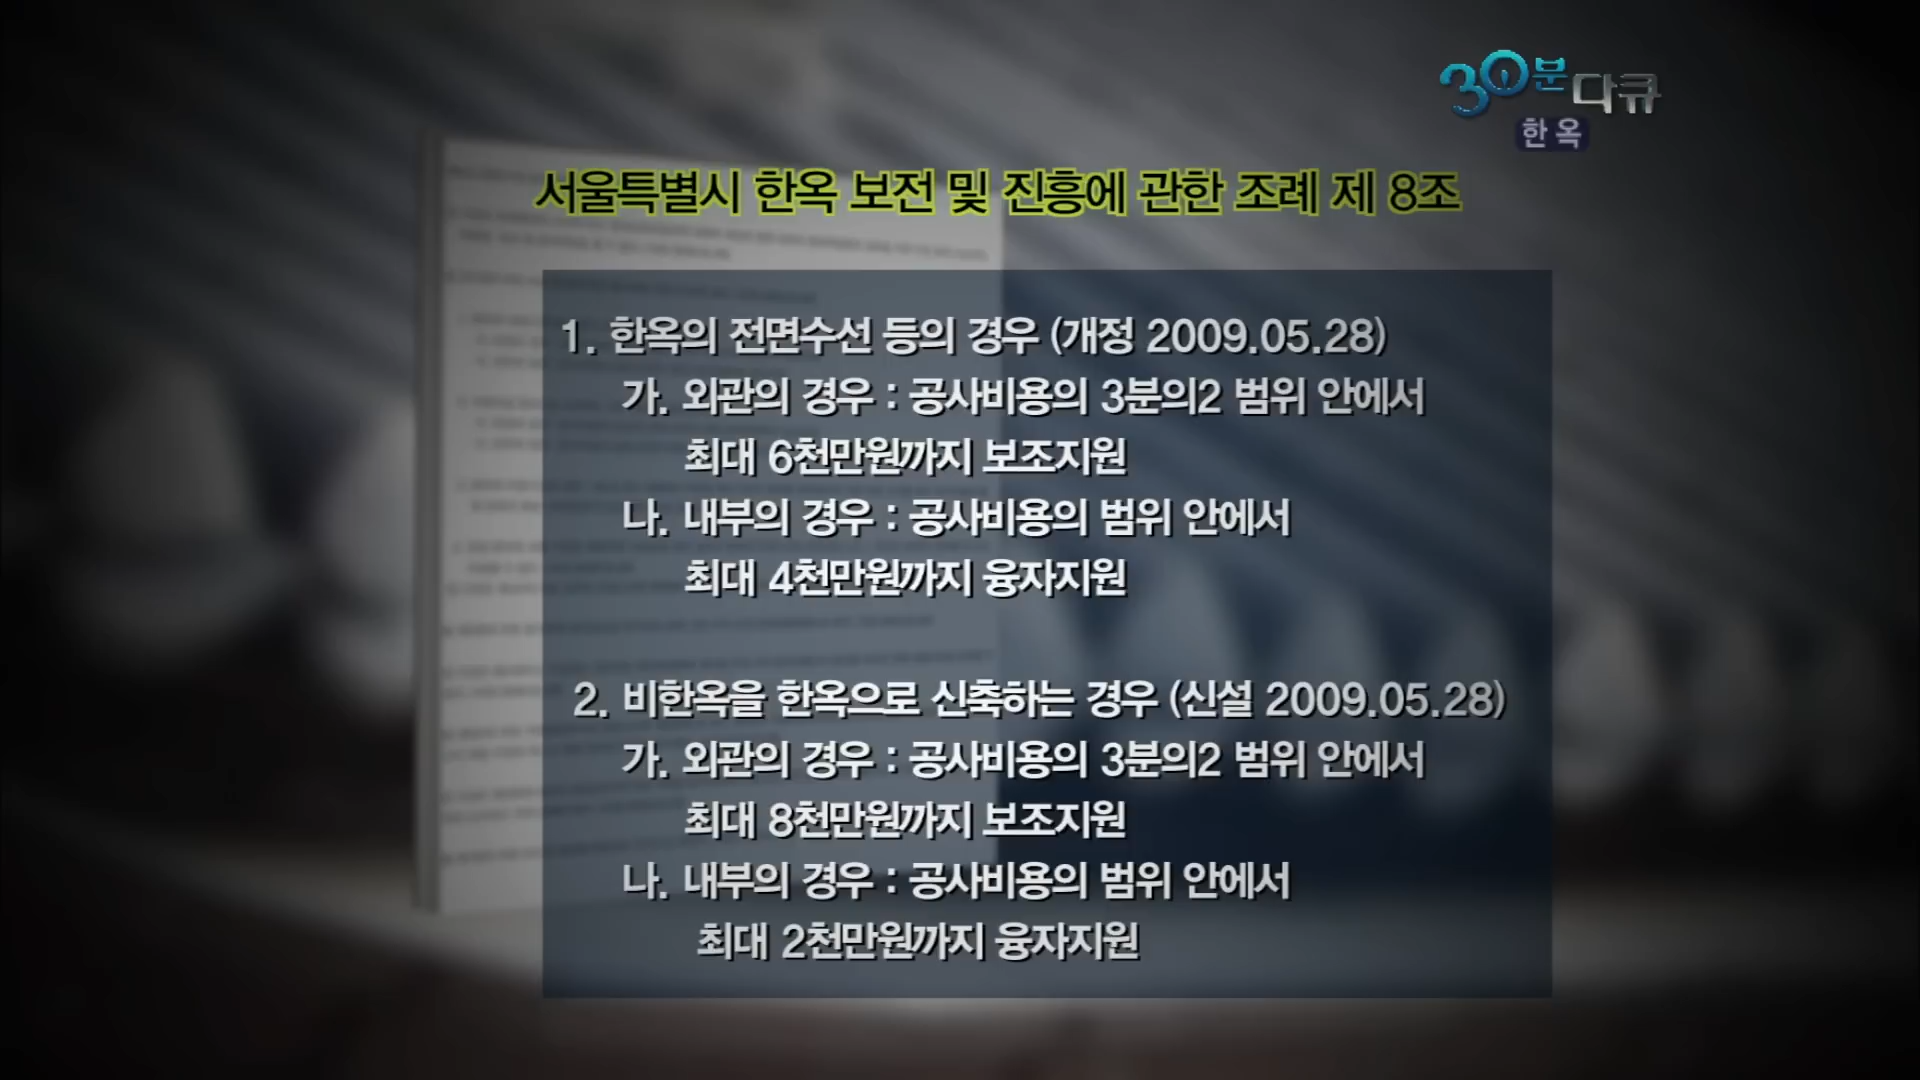 30분 다큐
한옥
서울특별시 한옥 보전 및 진흥에 관한 조례 제 8조
1. 한옥의 전면수선 등의 경우 (개정 2009.05.28)
가. 외관의 경우 : 공사비용의 3분의2 범위 안에서
최대 6천만원까지 보조지원
나. 내부의 경우 : 공사비용의 범위 안에서
최대 4천만원까지 융자지원
2. 비한옥을 한옥으로 신축하는 경우 (신설 2009.05.28)
가. 외관의 경우 : 공사비용의 3분의2 범위 안에서
최대 8천만원까지 보조지원
나. 내부의 경우 : 공사비용의 범위 안에서
최대 2천만원까지 융자지원